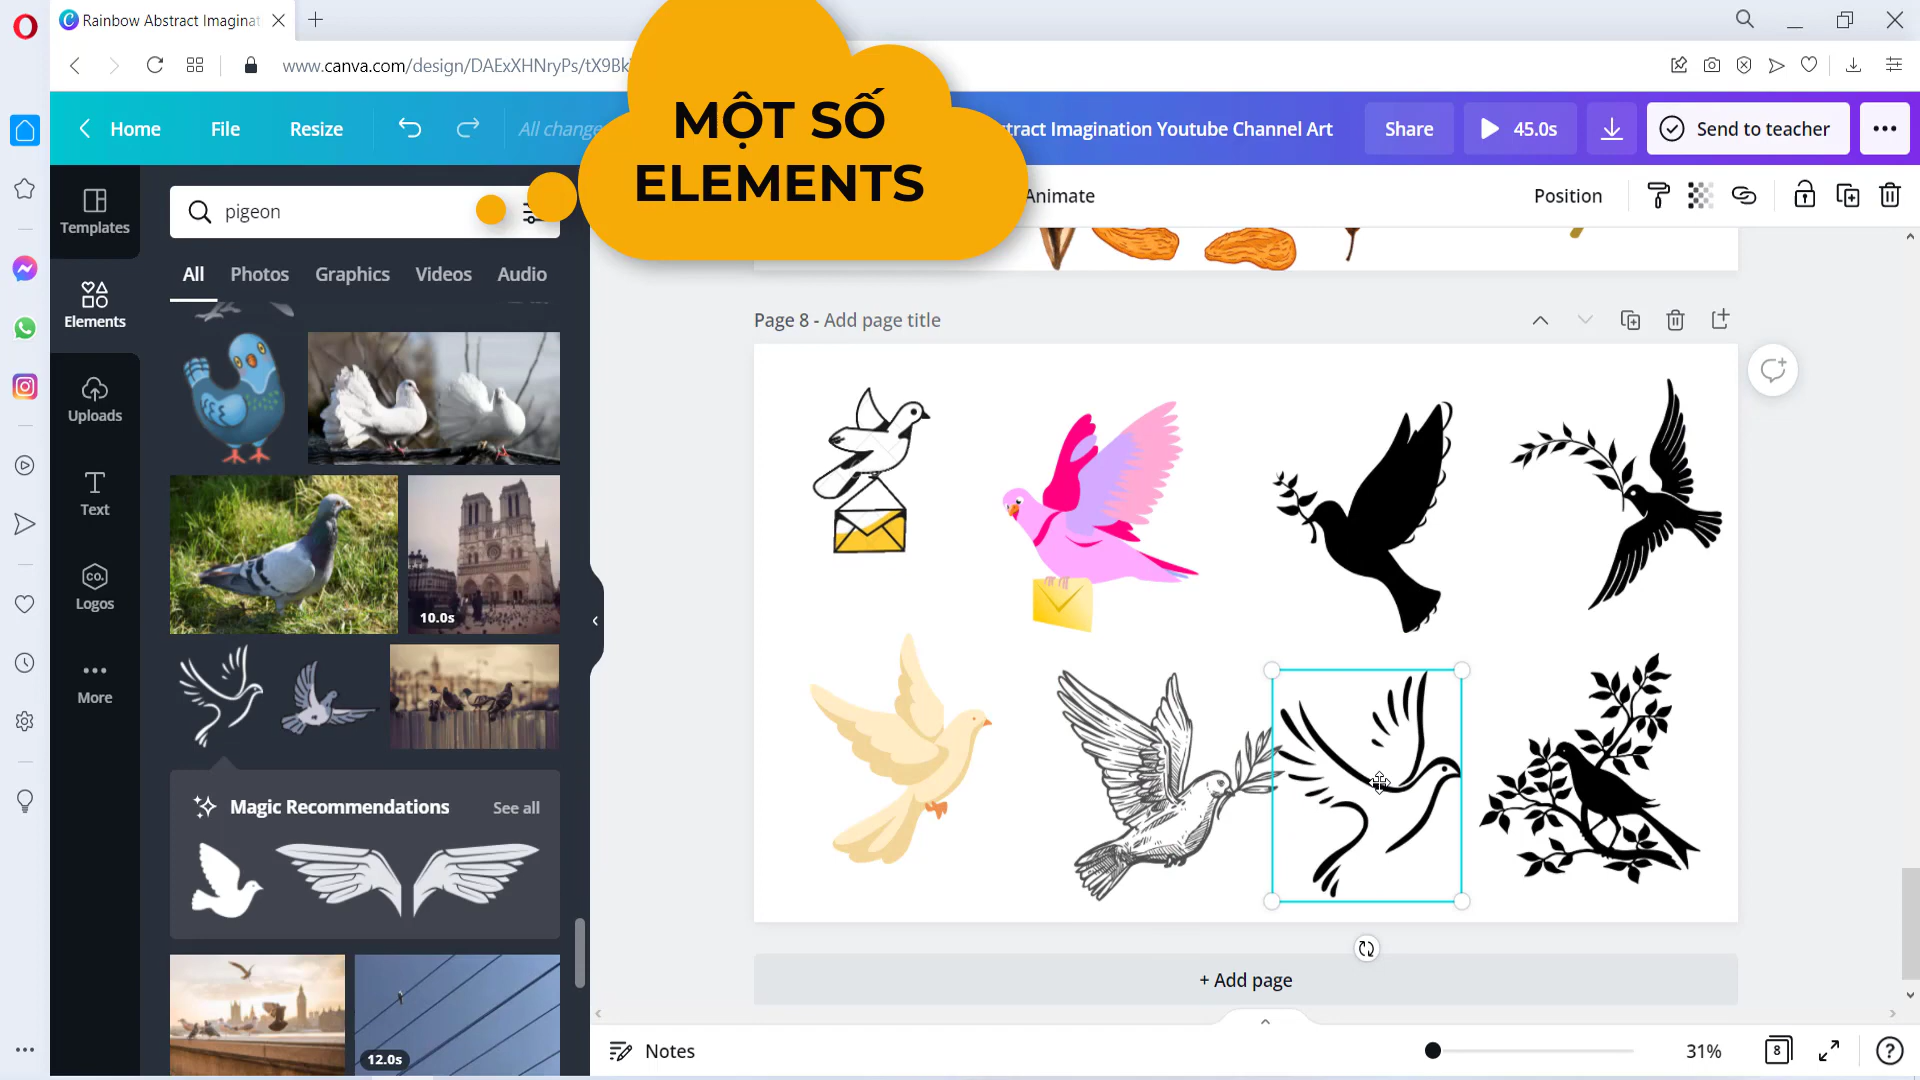 Rainbow Abstract Imagina
www.canva.com/design/DAExXHNryPs/tX9Bk
MỘT SỐ
ELEMENTS
Home
File
Resize
All change
tract Imagination Youtube Channel Art
Share
45.0s
Send to teacher
Templates
Elements
Uploads
Text
CO.
Logos
More
pigeon
All
Photos
Graphics
Videos
Audio
Animate
Position
Page 8 - Add page title
10.0s
Magic Recommendations
See all
12.0s
+ Add page
Notes
31%
8